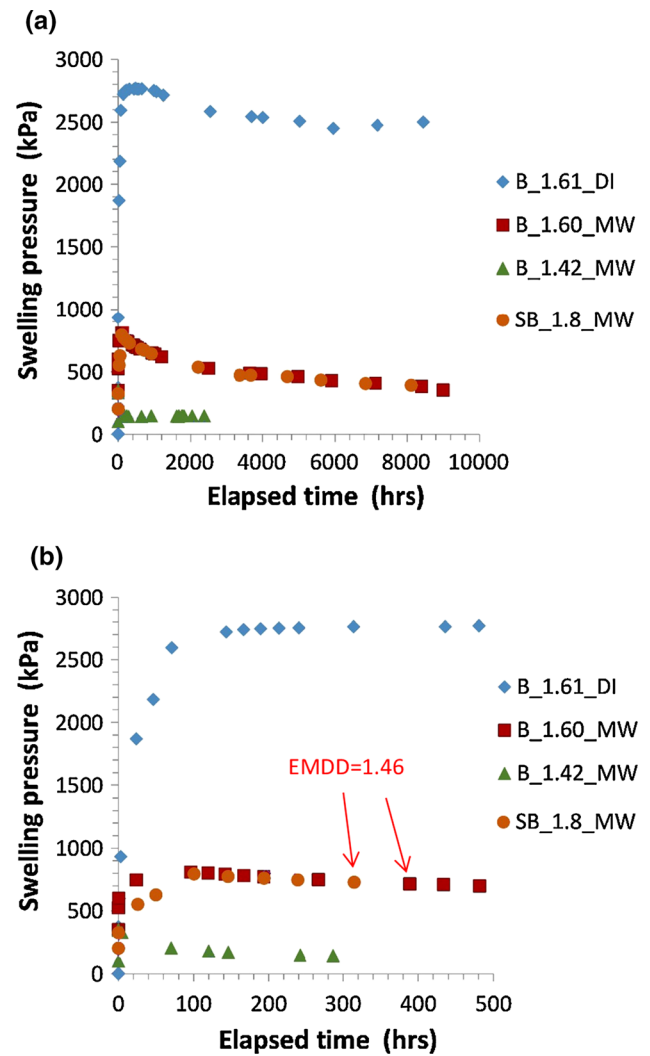 (a)
3000
2500
2000
1500
1000
500
0
Swelling pressure (kPa)
0 2000 4000 6000 8000 10000
Elapsed time (hrs)
B_1.61_DI
B_1.60_MW
B_1.42_MW
SB_1.8_MW
(b)
3000
2500
2000
1500
1000
500
0
Swelling pressure (kPa)
EMDD=1.46
0 100 200 300 400 500
Elapsed time (hrs)
B_1.61_DI
B_1.60_MW
B_1.42_MW
SB_1.8_MW